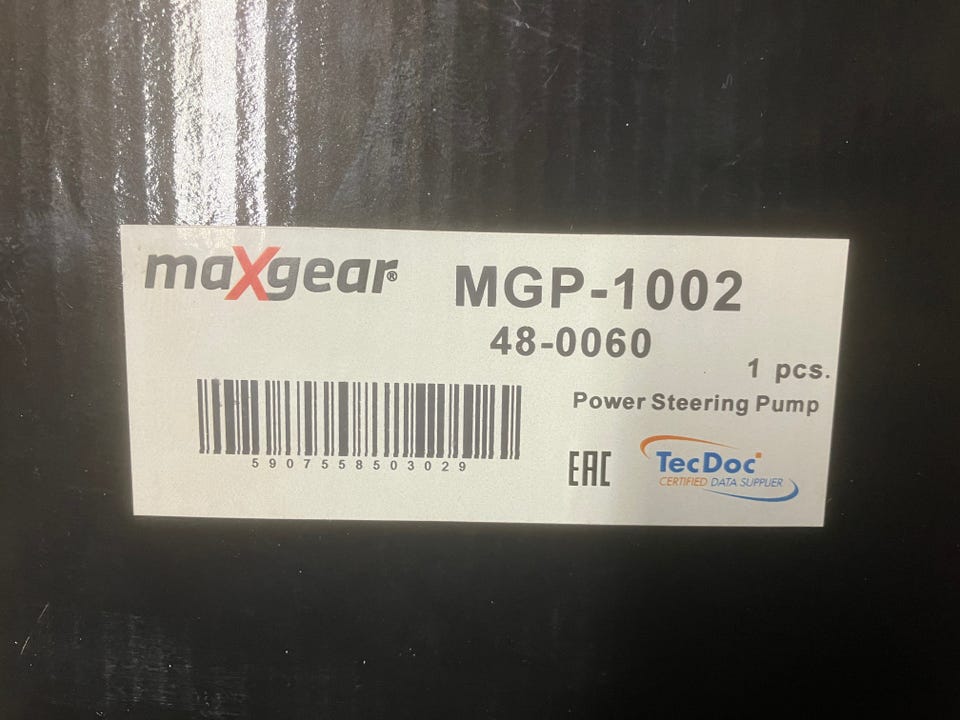 maXgear®
MGP-1002
48-0060
1 pcs.
Power Steering Pump
5907558503029
EAC
TecDoc
CERTIFIED DATA SUPPLIER